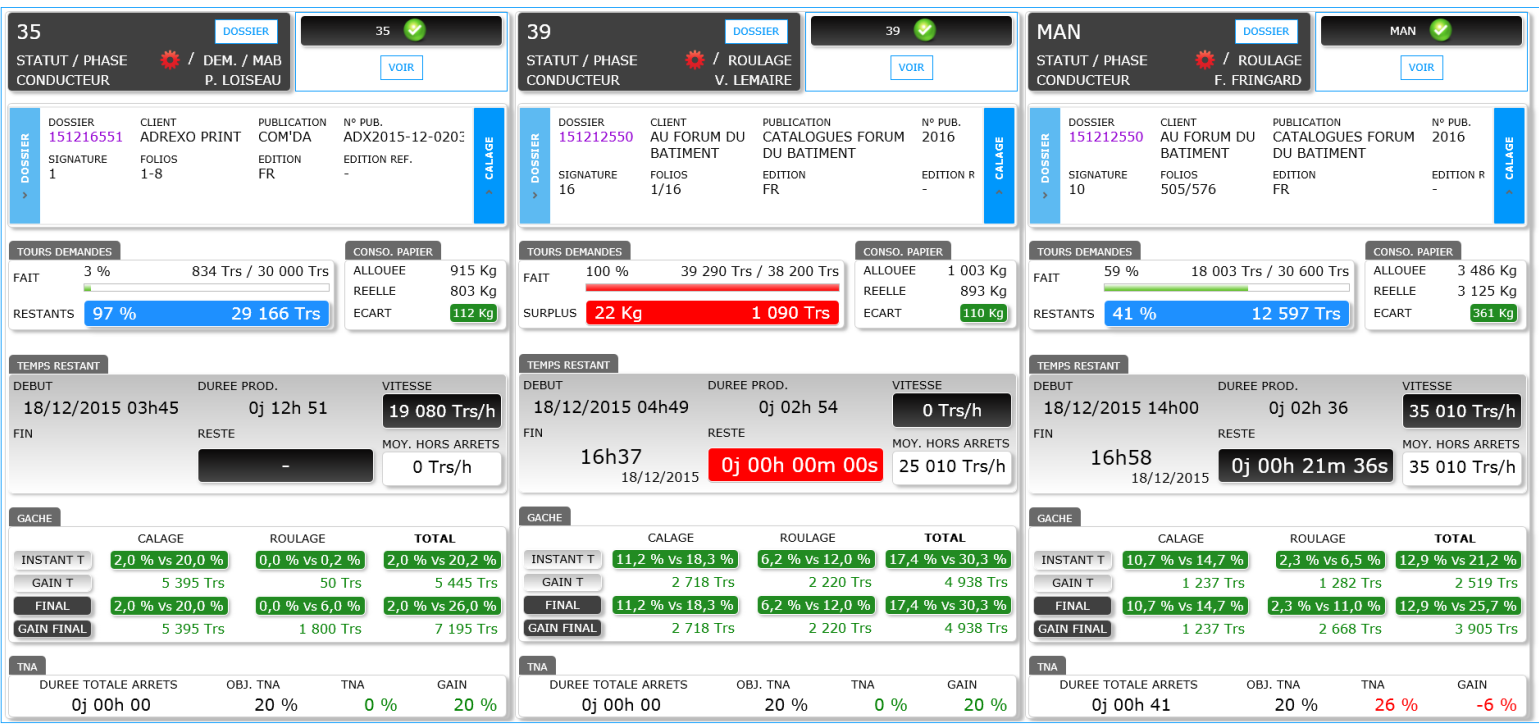 35
DOSSIER
STATUT / PHASE / DEM. / MAB
CONDUCTEUR P. LOISEAU
35
VOIR
DOSSIER
DOSSIER CLIENT PUBLICATION N° PUB.
151216551 ADREXO PRINT COM'DA ADX2015-12-0203
SIGNATURE FOLIOS EDITION EDITION REF.
1 1-8 FR -
CALAGE
TOURS DEMANDES
FAIT 3 % 834 Trs / 30 000 Trs
RESTANTS 97 % 29 166 Trs
CONSO. PAPIER
ALLOUEE 915 Kg
REELLE 803 Kg
ECART 112 Kg
TEMPS RESTANT
DEBUT DUREE PROD. VITESSE
18/12/2015 03h45 0j 12h 51 19 080 Trs/h
FIN RESTE MOY. HORS ARRETS
- 0 Trs/h
GACHE
CALAGE ROULAGE TOTAL
INSTANT T 2,0 % vs 20,0 % 0,0 % vs 0,2 % 2,0 % vs 20,2 %
GAIN T 5 395 Trs 50 Trs 5 445 Trs
FINAL 2,0 % vs 20,0 % 0,0 % vs 6,0 % 2,0 % vs 26,0 %
GAIN FINAL 5 395 Trs 1 800 Trs 7 195 Trs
TNA
DUREE TOTALE ARRETS OBJ. TNA TNA GAIN
0j 00h 00 20 % 0 % 20 %
39
DOSSIER
STATUT / PHASE / ROULAGE
CONDUCTEUR V. LEMAIRE
39
VOIR
DOSSIER
DOSSIER CLIENT PUBLICATION N° PUB.
151212550 AU FORUM DU CATALOGUES FORUM 2016
BATIMENT DU BATIMENT
SIGNATURE FOLIOS EDITION EDITION R
16 1/16 FR -
CALAGE
TOURS DEMANDES
FAIT 100 % 39 290 Trs / 38 200 Trs
SURPLUS 22 Kg 1 090 Trs
CONSO. PAPIER
ALLOUEE 1 003 Kg
REELLE 893 Kg
ECART 110 Kg
TEMPS RESTANT
DEBUT DUREE PROD. VITESSE
18/12/2015 04h49 0j 02h 54 0 Trs/h
FIN RESTE MOY. HORS ARRETS
16h37 0j 00h 00m 00s 25 010 Trs/h
18/12/2015
GACHE
CALAGE ROULAGE TOTAL
INSTANT T 11,2 % vs 18,3 % 6,2 % vs 12,0 % 17,4 % vs 30,3 %
GAIN T 2 718 Trs 2 220 Trs 4 938 Trs
FINAL 11,2 % vs 18,3 % 6,2 % vs 12,0 % 17,4 % vs 30,3 %
GAIN FINAL 2 718 Trs 2 220 Trs 4 938 Trs
TNA
DUREE TOTALE ARRETS OBJ. TNA TNA GAIN
0j 00h 00 20 % 0 % 20 %
MAN
DOSSIER
STATUT / PHASE / ROULAGE
CONDUCTEUR F. FRINGARD
MAN
VOIR
DOSSIER
DOSSIER CLIENT PUBLICATION N° PUB.
151212550 AU FORUM DU CATALOGUES FORUM 2016
BATIMENT DU BATIMENT
SIGNATURE FOLIOS EDITION EDITION R
10 505/576 FR -
CALAGE
TOURS DEMANDES
FAIT 59 % 18 003 Trs / 30 600 Trs
RESTANTS 41 % 12 597 Trs
CONSO. PAPIER
ALLOUEE 3 486 Kg
REELLE 3 125 Kg
ECART 361 Kg
TEMPS RESTANT
DEBUT DUREE PROD. VITESSE
18/12/2015 14h00 0j 02h 36 35 010 Trs/h
FIN RESTE MOY. HORS ARRETS
16h58 0j 00h 21m 36s 35 010 Trs/h
18/12/2015
GACHE
CALAGE ROULAGE TOTAL
INSTANT T 10,7 % vs 14,7 % 2,3 % vs 6,5 % 12,9 % vs 21,2 %
GAIN T 1 237 Trs 1 282 Trs 2 519 Trs
FINAL 10,7 % vs 14,7 % 2,3 % vs 11,0 % 12,9 % vs 25,7 %
GAIN FINAL 1 237 Trs 2 668 Trs 3 905 Trs
TNA
DUREE TOTALE ARRETS OBJ. TNA TNA GAIN
0j 00h 41 20 % 26 % -6 %